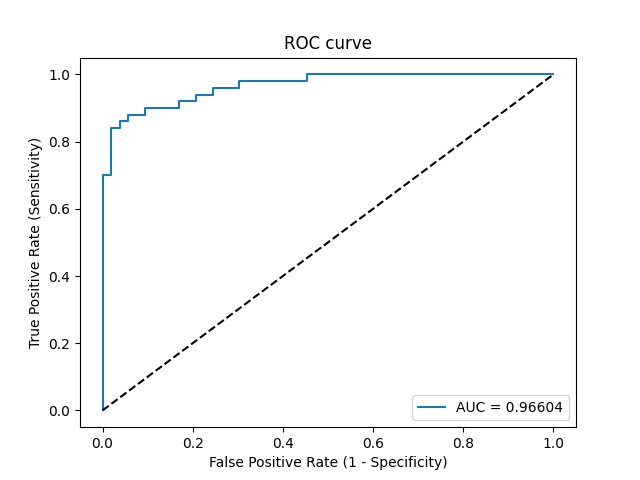 ROC curve
True Positive Rate (Sensitivity)
1.0
0.8
0.6
0.4
0.2
0.0
AUC = 0.96604
0.0 0.2 0.4 0.6 0.8 1.0
False Positive Rate (1 - Specificity)